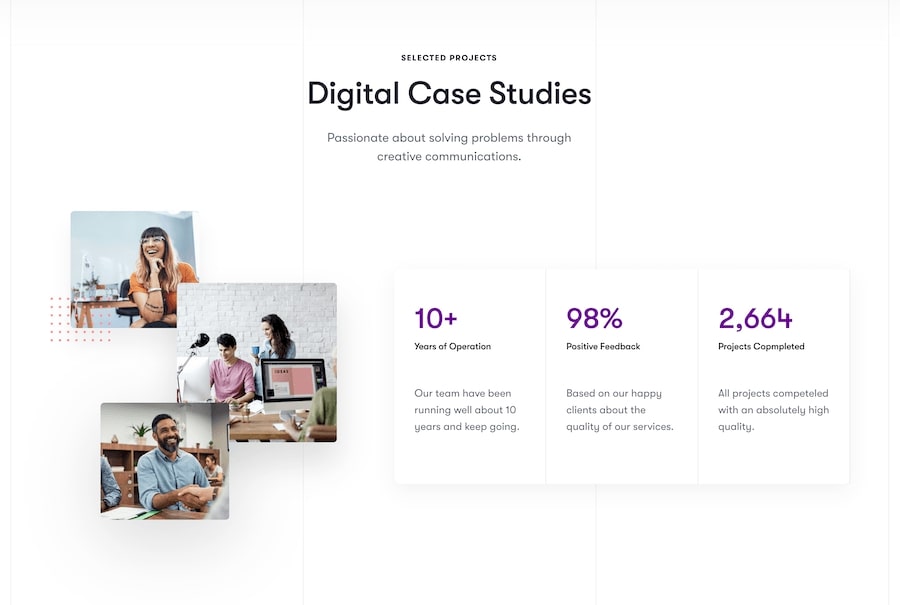 SELECTED PROJECTS
Digital Case Studies
Passionate about solving problems through
creative communications.
10+
Years of Operation
Our team have been
running well about 10
years and keep going.
98%
Positive Feedback
Based on our happy
clients about the
quality of our services.
2,664
Projects Copmpleted
All projects competeled
with an absolutely high
quality.
IDEAS